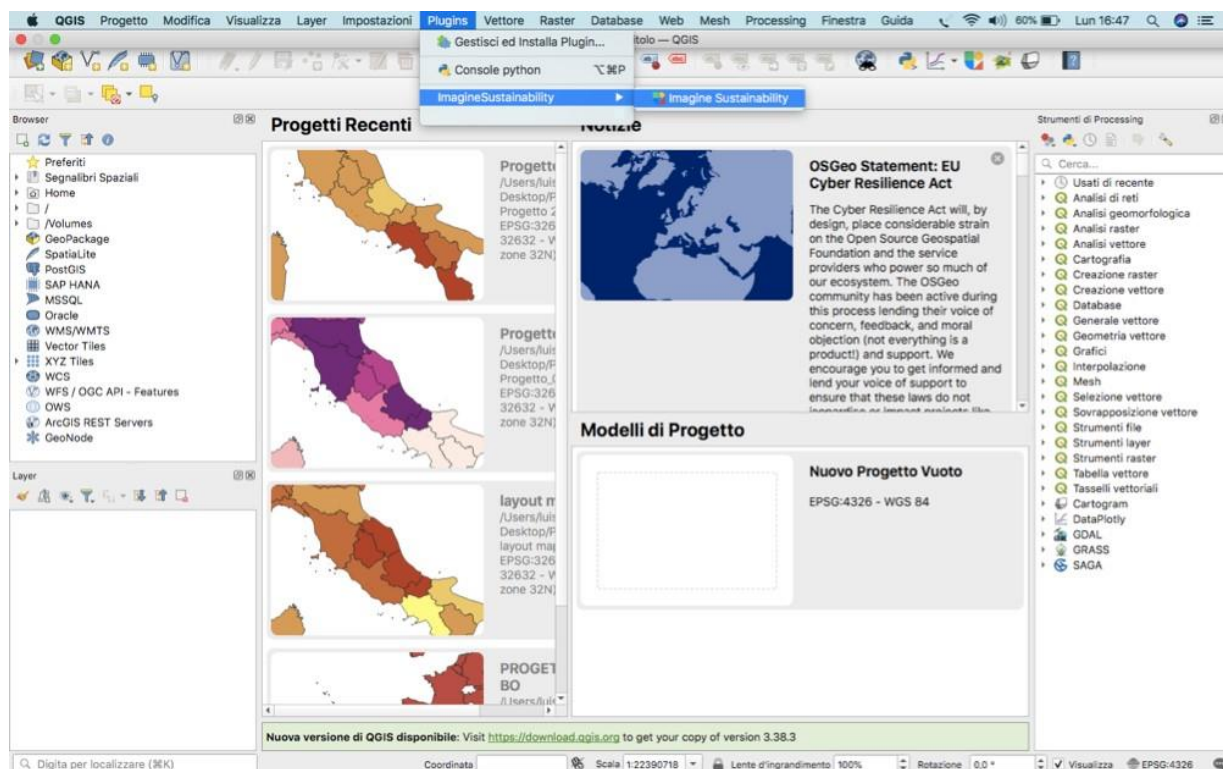 QGIS Progetto Modifica Visualizza Layer Impostazioni Plugins Vettore Raster Database Web Mesh Processing Finestra Guida 60% Lun 16:47
itolo — QGIS
Gestisci ed Installa Plugin...
Console python ⌥⌘P
ImagineSustainability
Imagine Sustainability
Browser
Preferiti
Segnalibri Spaziali
Home
/
/Volumes
GeoPackage
SpatiaLite
PostGIS
SAP HANA
MSSQL
Oracle
WMS/WMTS
Vector Tiles
XYZ Tiles
WCS
WFS / OGC API - Features
OWS
ArcGIS REST Servers
GeoNode
Layer
Progetti Recenti
Progetto
/Users/luis
Desktop/P
Progetto 2
EPSG:326
32632 - W
zone 32N)
Progetto
/Users/luis
Desktop/P
Progetto_0
EPSG:326
32632 - W
zone 32N)
layout m
/Users/luis
Desktop/P
layout map
EPSG:326
32632 - W
zone 32N)
PROGET
BO
/Users/luis
Notizie
OSGeo Statement: EU
Cyber Resilience Act
The Cyber Resilience Act will, by
design, place considerable strain
on the Open Source Geospatial
Foundation and the service
providers who power so much of
our ecosystem. The OSGeo
community has been active during
this process lending their voice of
concern, feedback, and moral
objection (not everything is a
product!) and support. We
encourage you to get informed and
lend your voice of support to
ensure that these laws do not
jeopardise or impact projects like
Modelli di Progetto
Nuovo Progetto Vuoto
EPSG:4326 - WGS 84
Nuova versione di QGIS disponibile: Visit https://download.qgis.org to get your copy of version 3.38.3
Strumenti di Processing
Cerca...
Usati di recente
Analisi di reti
Analisi geomorfologica
Analisi raster
Analisi vettore
Cartografia
Creazione raster
Creazione vettore
Database
Generale vettore
Geometria vettore
Grafici
Interpolazione
Mesh
Selezione vettore
Sovrapposizione vettore
Strumenti file
Strumenti layer
Strumenti raster
Tabella vettore
Tasselli vettoriali
Cartogram
DataPlotly
GDAL
GRASS
SAGA
Digita per localizzare (⌘K) Coordinata Scala 1:22390718 Lente d'ingrandimento 100% Rotazione 0,0 ° Visualizza EPSG:4326